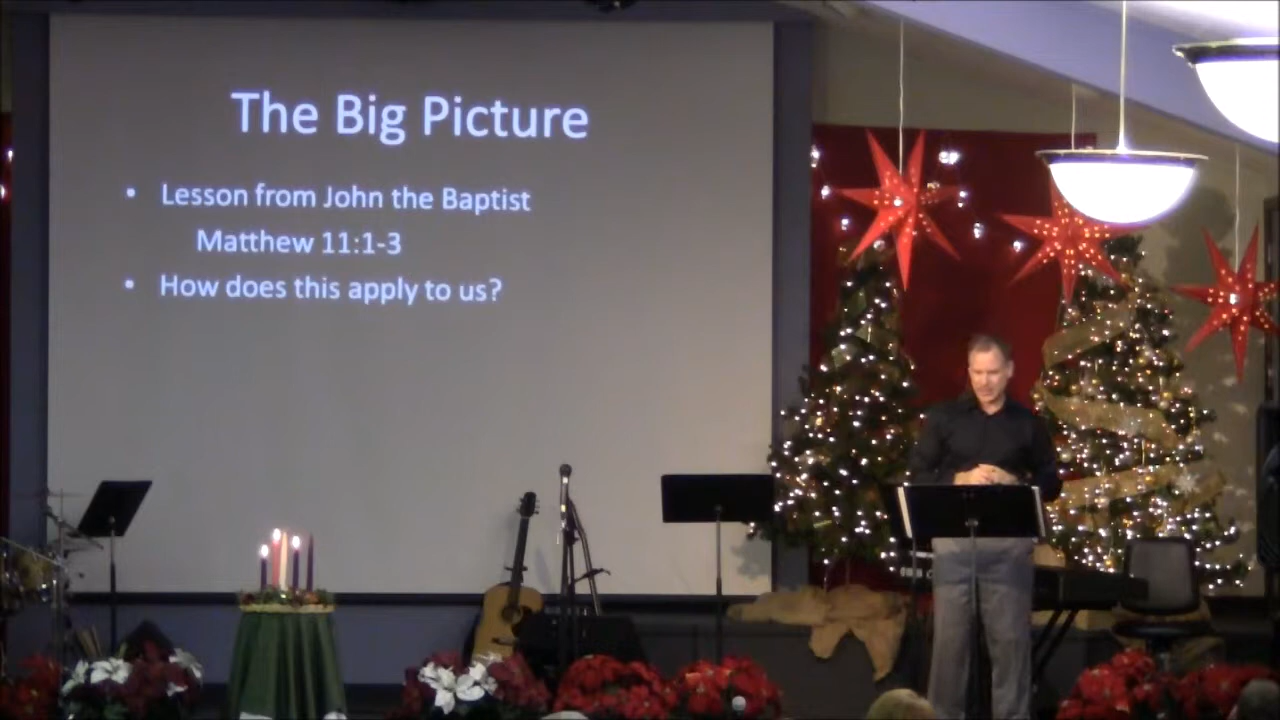 The Big Picture
• Lesson from John the Baptist
Matthew 11:1-3
• How does this apply to us?